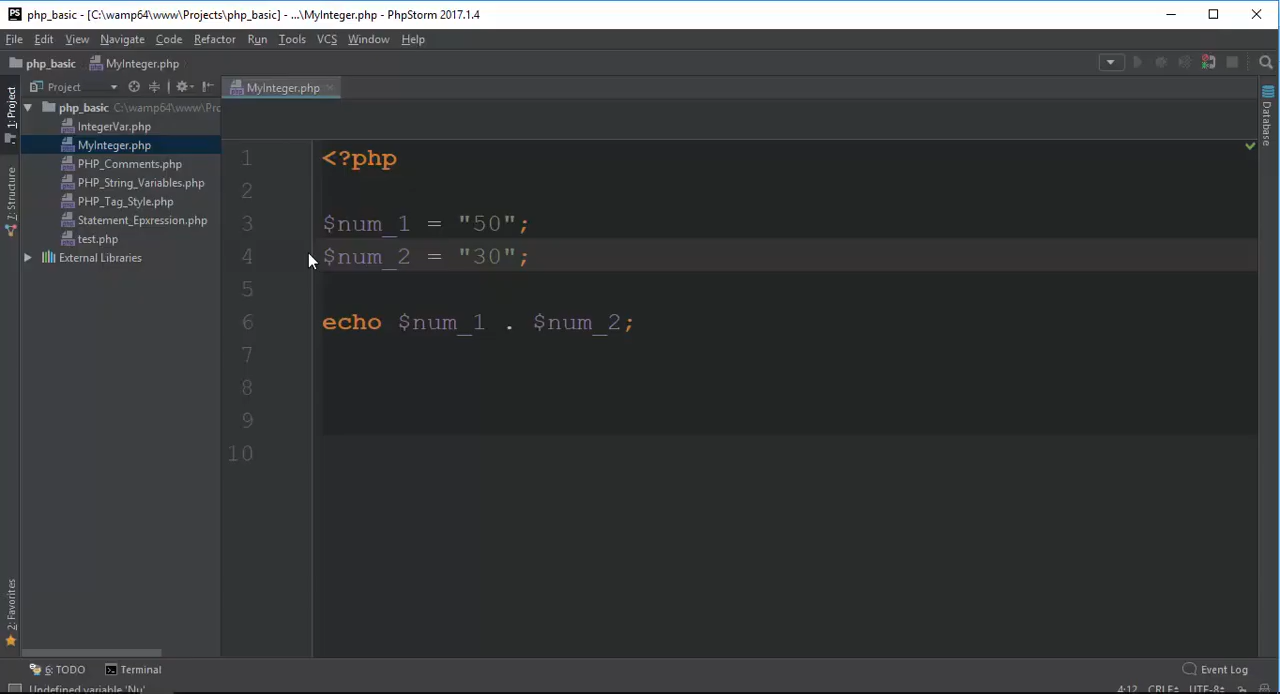 php_basic - [C:\wamp64\www\Projects\php_basic] - ...\MyInteger.php - PhpStorm 2017.1.4
File Edit View Navigate Code Refactor Run Tools VCS Window Help
php_basic MyInteger.php
Project MyInteger.php
php_basic C:\wamp64\www\Prc
IntegerVar.php
MyInteger.php
PHP_Comments.php
PHP_String_Variables.php
PHP_Tag_Style.php
Statement_Epxression.php
test.php
External Libraries
1: Project
7: Structure
2: Favorites
1 <?php
2
3 $num_1 = "50";
4 $num_2 = "30";
5
6 echo $num_1 . $num_2;
7
8
9
10
Database
6: TODO Terminal Event Log
Undefined variable 'Nu' 4:12 CRLF÷ UTF-8÷